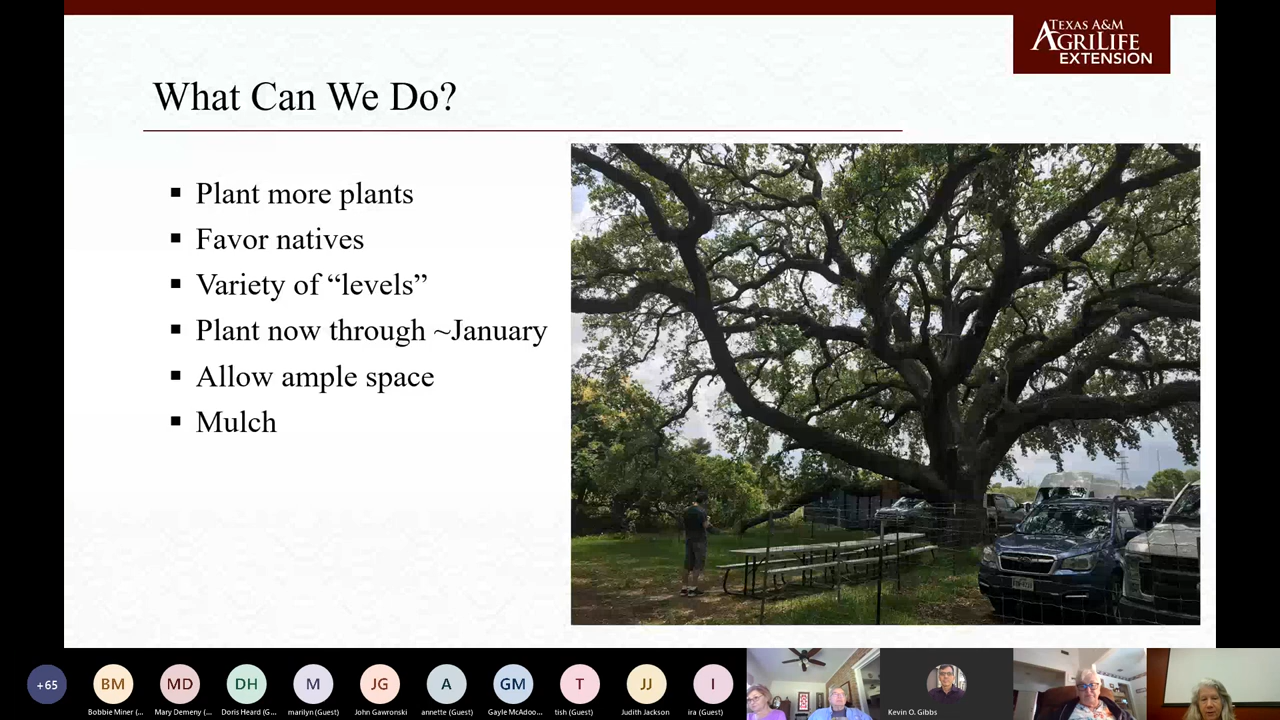 TEXAS A&M
AGRILIFE
EXTENSION
What Can We Do?
Plant more plants
Favor natives
Variety of “levels”
Plant now through ~January
Allow ample space
Mulch
+65
BM
MD
DH
M
JG
A
GM
T
JJ
I
Bobbie Miner (...
Mary Demeny (...
Doris Heard (G...
marilyn (Guest)
John Gawronski
annette (Guest)
Gayle McAdoo...
tish (Guest)
Judith Jackson
ira (Guest)
Kevin O. Gibbs